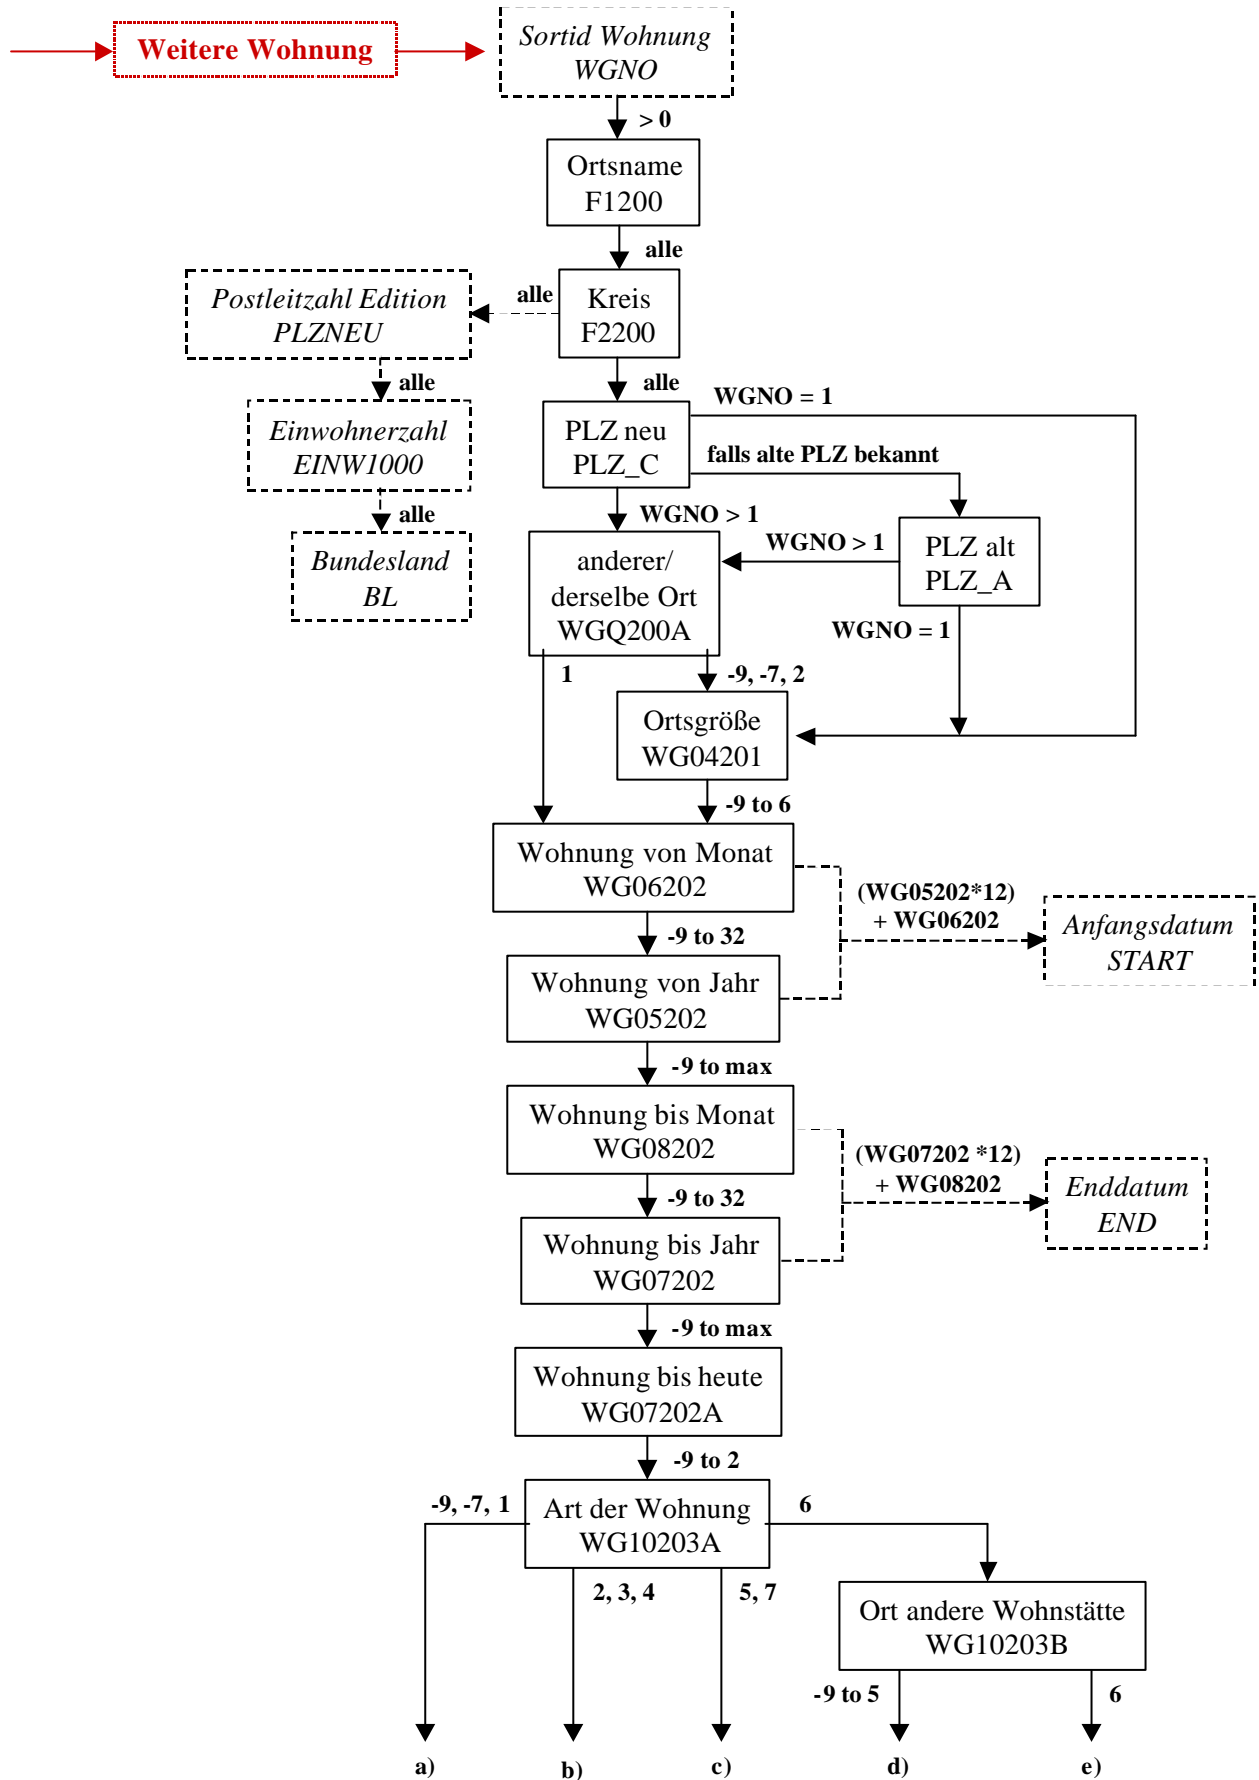 Weitere Wohnung
Sortid Wohnung
WGNO
> 0
Ortsname
F1200
alle
Postleitzahl Edition
PLZNEU
alle
Kreis
F2200
alle
alle
WGNO = 1
Einwohnerzahl
EINW1000
PLZ neu
PLZ_C
falls alte PLZ bekannt
alle
WGNO > 1
WGNO > 1
Bundesland
BL
anderer/
derselbe Ort
WGQ200A
PLZ alt
PLZ_A
WGNO = 1
1
-9, -7, 2
Ortsgröße
WG04201
-9 to 6
Wohnung von Monat
WG06202
(WG05202*12)
+ WG06202
Anfangsdatum
START
-9 to 32
Wohnung von Jahr
WG05202
-9 to max
Wohnung bis Monat
WG08202
(WG07202 *12)
+ WG08202
Enddatum
END
-9 to 32
Wohnung bis Jahr
WG07202
-9 to max
Wohnung bis heute
WG07202A
-9 to 2
-9, -7, 1
Art der Wohnung
WG10203A
6
2, 3, 4
5, 7
Ort andere Wohnstätte
WG10203B
-9 to 5
6
a)
b)
c)
d)
e)